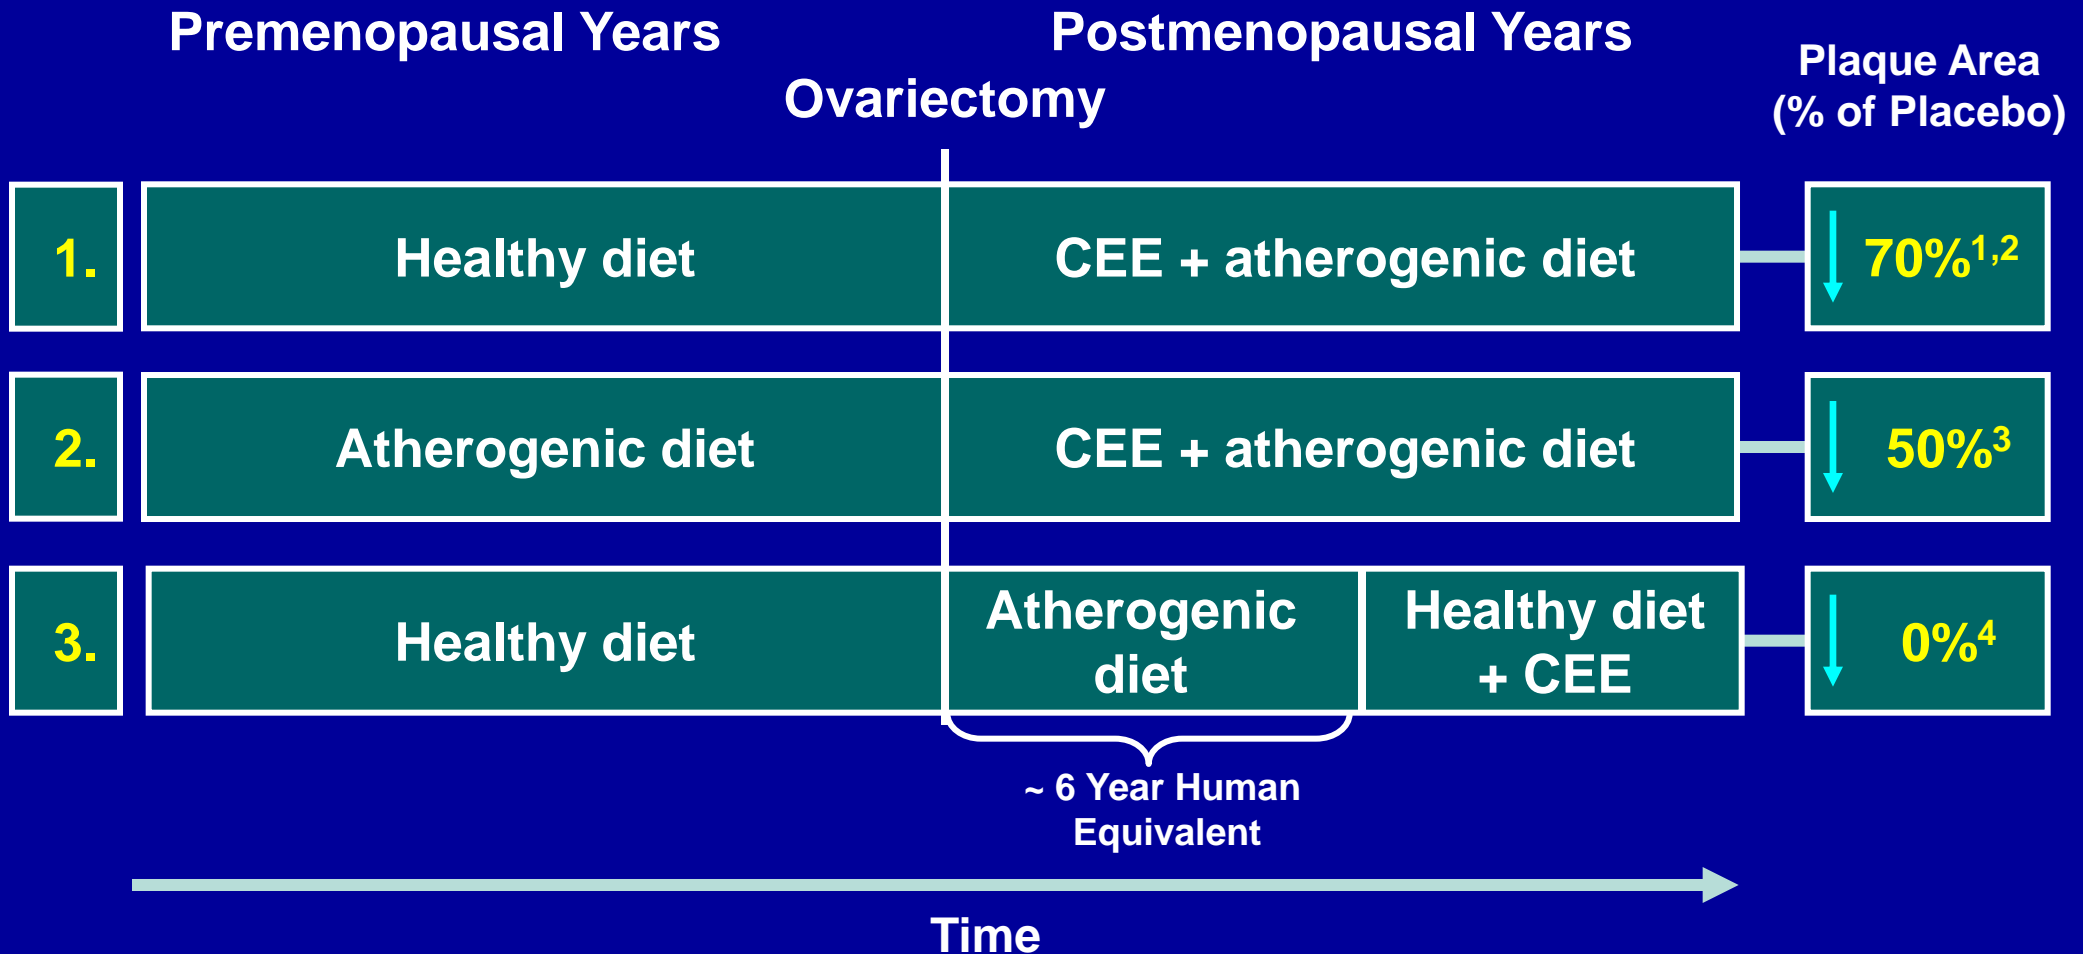 Premenopausal Years
Postmenopausal Years
Plaque Area
(% of Placebo)
Ovariectomy
1.
Healthy diet
CEE + atherogenic diet
70%1,2
2.
Atherogenic diet
CEE + atherogenic diet
50%3
3.
Healthy diet
Atherogenic
diet
Healthy diet
+ CEE
0%4
~ 6 Year Human
Equivalent
Time